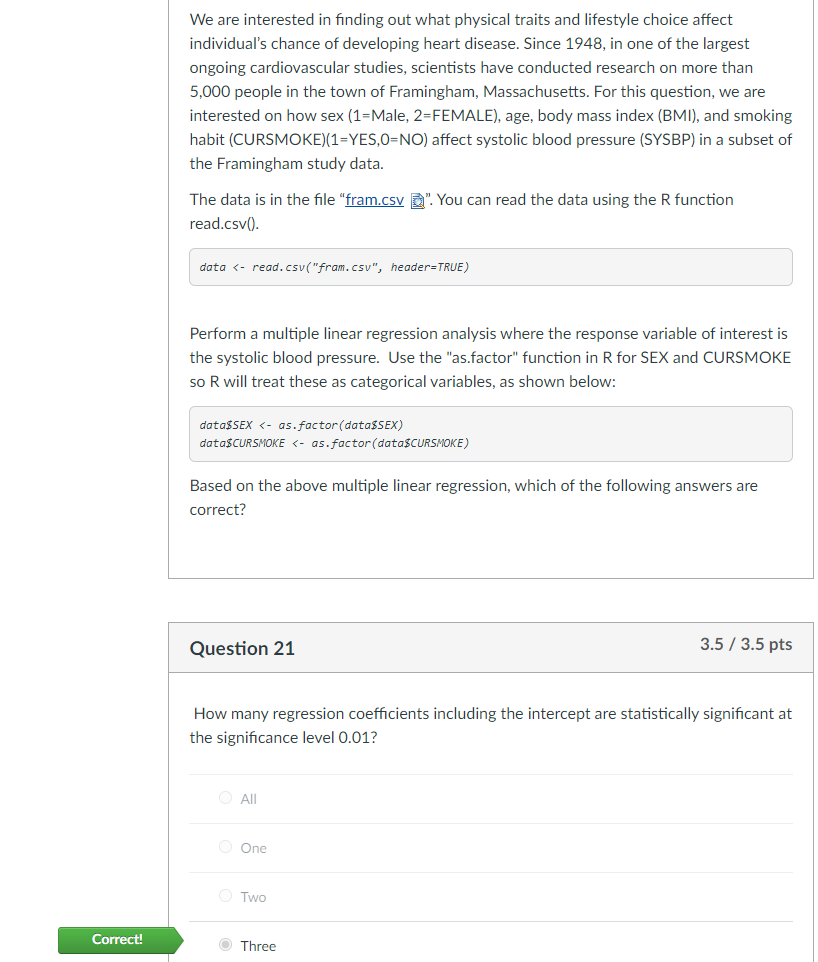 We are interested in finding out what physical traits and lifestyle choice affect
individual's chance of developing heart disease. Since 1948, in one of the largest
ongoing cardiovascular studies, scientists have conducted research on more than
5,000 people in the town of Framingham, Massachusetts. For this question, we are
interested on how sex (1=Male, 2=FEMALE), age, body mass index (BMI), and smoking
habit (CURSMOKE)(1=YES,0=NO) affect systolic blood pressure (SYSBP) in a subset of
the Framingham study data.
The data is in the file “fram.csv”. You can read the data using the R function
read.csv().
data <- read.csv("fram.csv", header=TRUE)
Perform a multiple linear regression analysis where the response variable of interest is
the systolic blood pressure.  Use the "as.factor" function in R for SEX and CURSMOKE
so R will treat these as categorical variables, as shown below:
data$SEX <- as.factor(data$SEX)
data$CURSMOKE <- as.factor(data$CURSMOKE)
Based on the above multiple linear regression, which of the following answers are
correct?
Question 21
3.5 / 3.5 pts
How many regression coefficients including the intercept are statistically significant at
the significance level 0.01?
All
One
Two
Correct!
Three